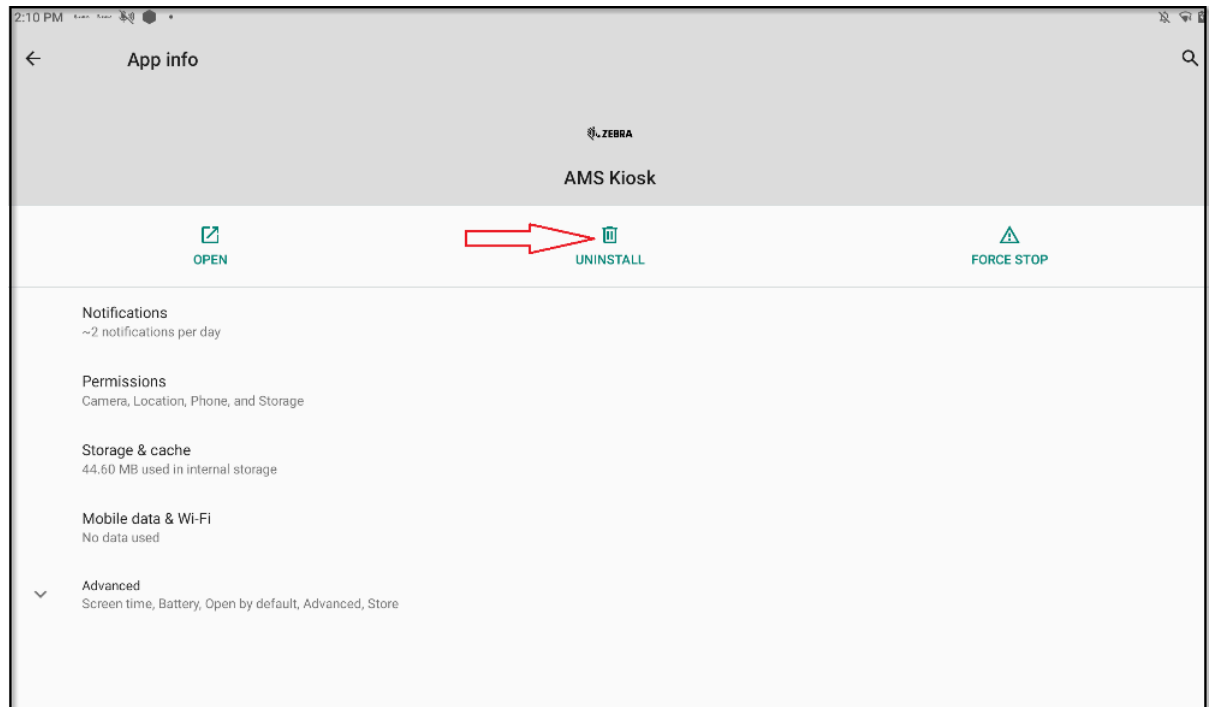 2:10 PM
App info
ZEBRA
AMS Kiosk
OPEN
UNINSTALL
FORCE STOP
Notifications
~2 notifications per day
Permissions
Camera, Location, Phone, and Storage
Storage & cache
44.60 MB used in internal storage
Mobile data & Wi-Fi
No data used
Advanced
Screen time, Battery, Open by default, Advanced, Store